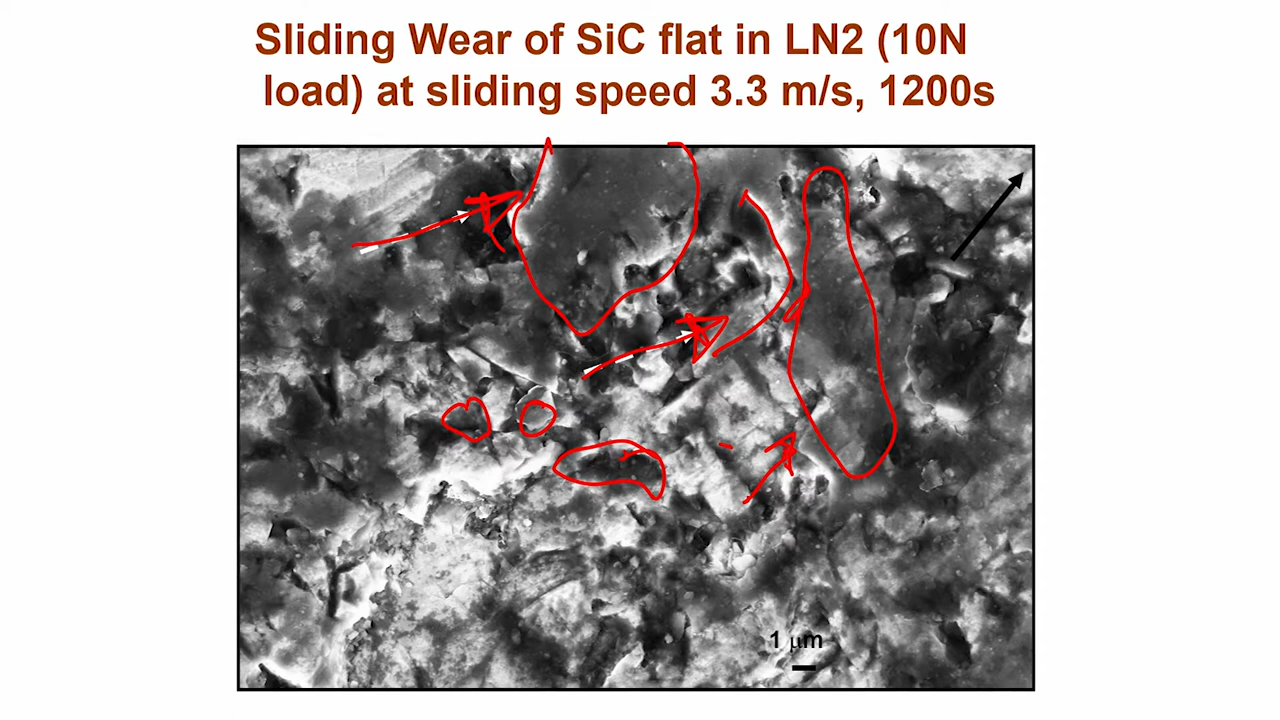 Sliding Wear of SiC flat in LN2 (10N
load) at sliding speed 3.3 m/s, 1200s
1 μm